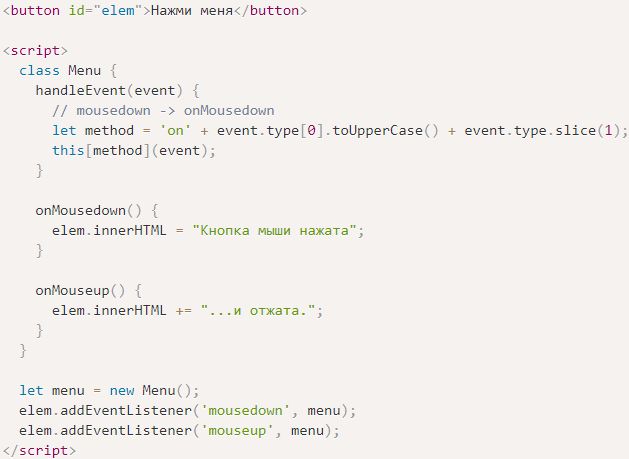 <button id="elem">Нажми меня</button>

<script>
  class Menu {
    handleEvent(event) {
      // mousedown -> onMousedown
      let method = 'on' + event.type[0].toUpperCase() + event.type.slice(1);
      this[method](event);
    }

    onMousedown() {
      elem.innerHTML = "Кнопка мыши нажата";
    }

    onMouseup() {
      elem.innerHTML += "...и отжата.";
    }
  }

  let menu = new Menu();
  elem.addEventListener('mousedown', menu);
  elem.addEventListener('mouseup', menu);
</script>